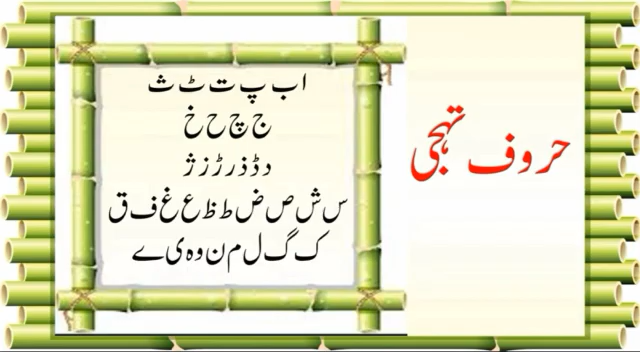 حروف تہجی
ا ب پ ت ٹ ث
ج چ ح خ
د ڈ ذ ر ڑ ز ژ
س ش ص ض ط ظ ع غ ف ق
ک گ ل م ن و ہ ی ے